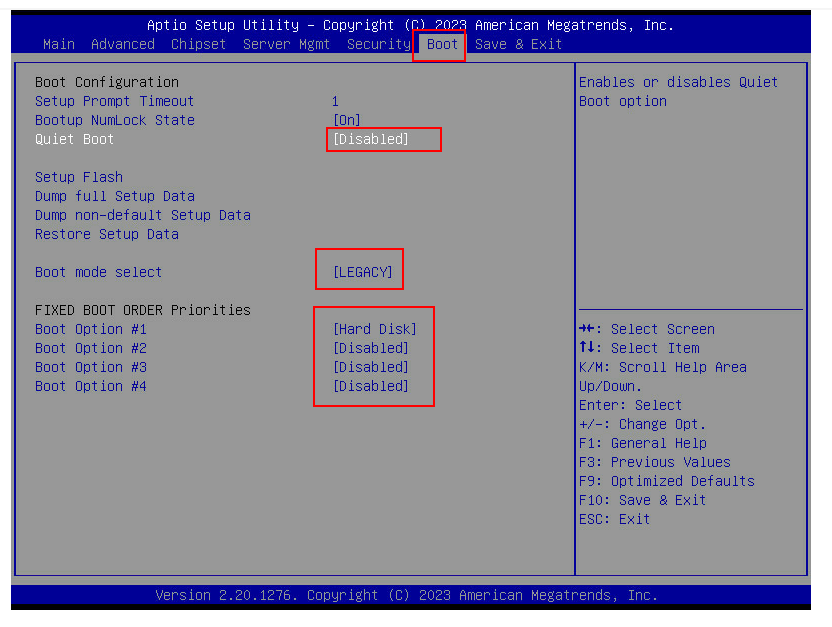 Aptio Setup Utility – Copyright (C) 2023 American Megatrends, Inc.
Main Advanced Chipset Server Mgmt Security Boot Save & Exit
Boot Configuration
Setup Prompt Timeout 1
Bootup NumLock State [On]
Quiet Boot [Disabled]
Setup Flash
Dump full Setup Data
Dump non-default Setup Data
Restore Setup Data
Boot mode select [LEGACY]
FIXED BOOT ORDER Priorities
Boot Option #1 [Hard Disk]
Boot Option #2 [Disabled]
Boot Option #3 [Disabled]
Boot Option #4 [Disabled]
Enables or disables Quiet
Boot option
→←: Select Screen
↑↓: Select Item
K/M: Scroll Help Area
Up/Down.
Enter: Select
+/-: Change Opt.
F1: General Help
F3: Previous Values
F9: Optimized Defaults
F10: Save & Exit
ESC: Exit
Version 2.20.1276. Copyright (C) 2023 American Megatrends, Inc.